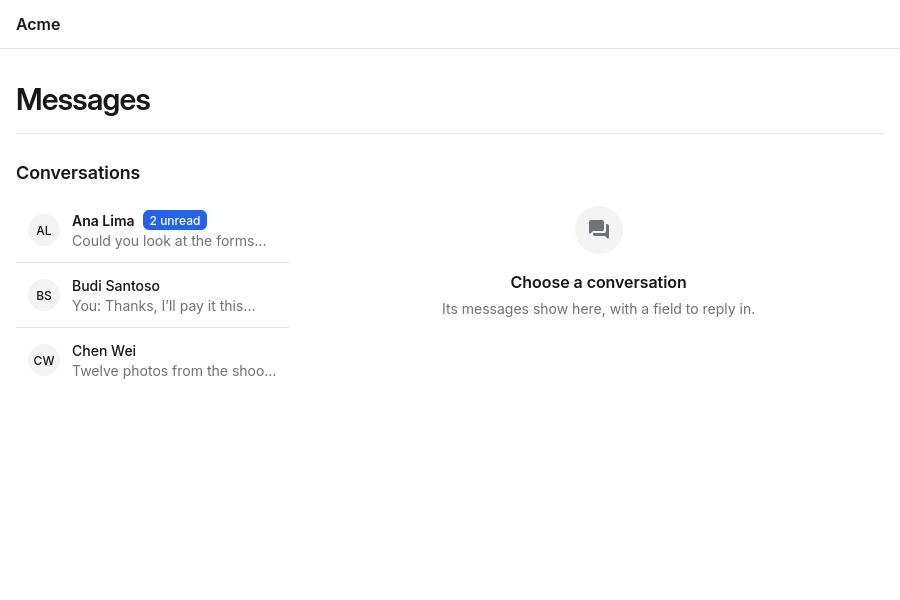 Acme
Messages
Conversations
AL
Ana Lima 2 unread
Could you look at the forms…
BS
Budi Santoso
You: Thanks, I’ll pay it this…
CW
Chen Wei
Twelve photos from the shoo…
Choose a conversation
Its messages show here, with a field to reply in.